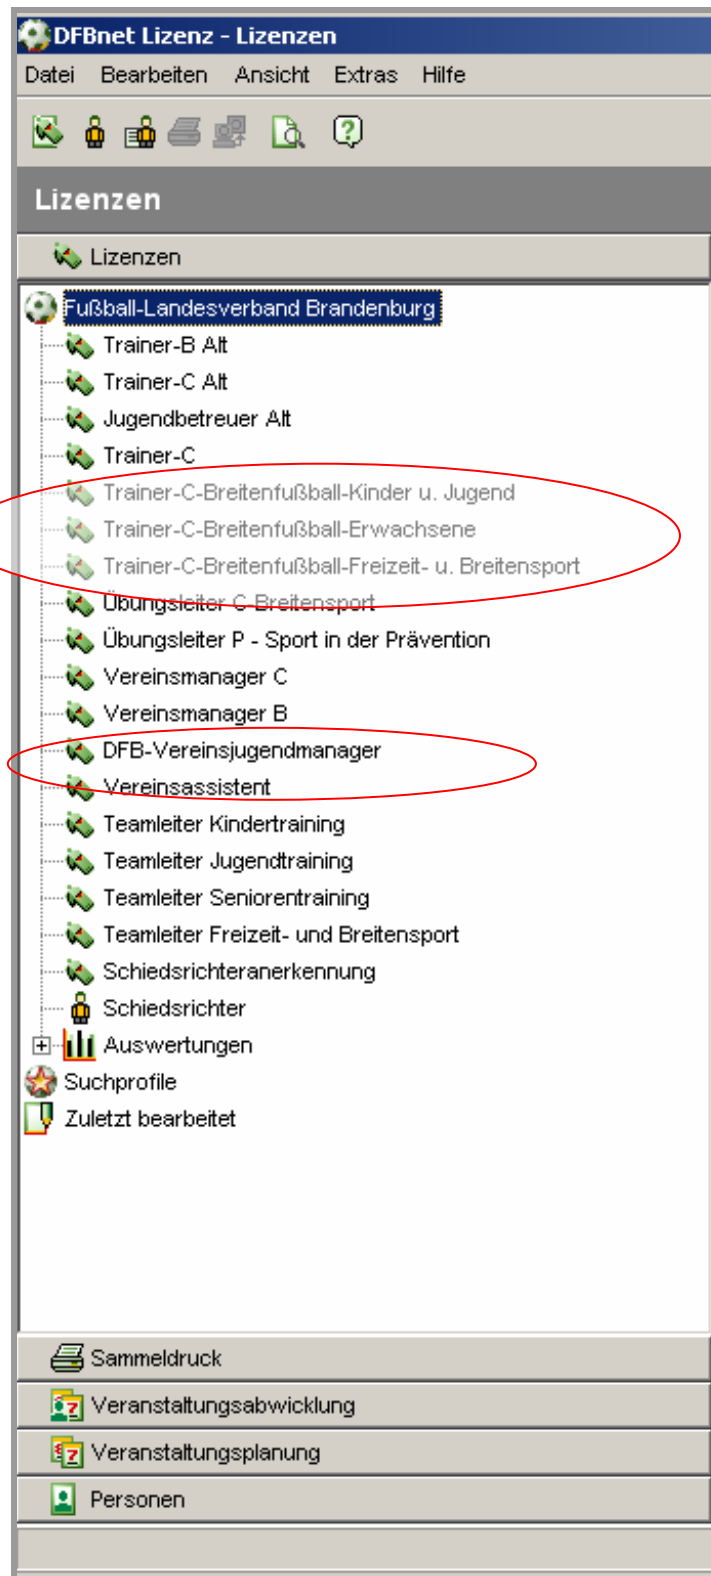 DFBnet Lizenz - Lizenzen
Datei Bearbeiten Ansicht Extras Hilfe
Lizenzen
Lizenzen
Fußball-Landesverband Brandenburg
Trainer-B Alt
Trainer-C Alt
Jugendbetreuer Alt
Trainer-C
Trainer-C-Breitenfußball-Kinder u. Jugend
Trainer-C-Breitenfußball-Erwachsene
Trainer-C-Breitenfußball-Freizeit- u. Breitensport
Übungsleiter C-Breitensport
Übungsleiter P - Sport in der Prävention
Vereinsmanager C
Vereinsmanager B
DFB-Vereinsjugendmanager
Vereinsassistent
Teamleiter Kindertraining
Teamleiter Jugendtraining
Teamleiter Seniorentraining
Teamleiter Freizeit- und Breitensport
Schiedsrichteranerkennung
Schiedsrichter
Auswertungen
Suchprofile
Zuletzt bearbeitet
Sammeldruck
Veranstaltungsabwicklung
Veranstaltungsplanung
Personen